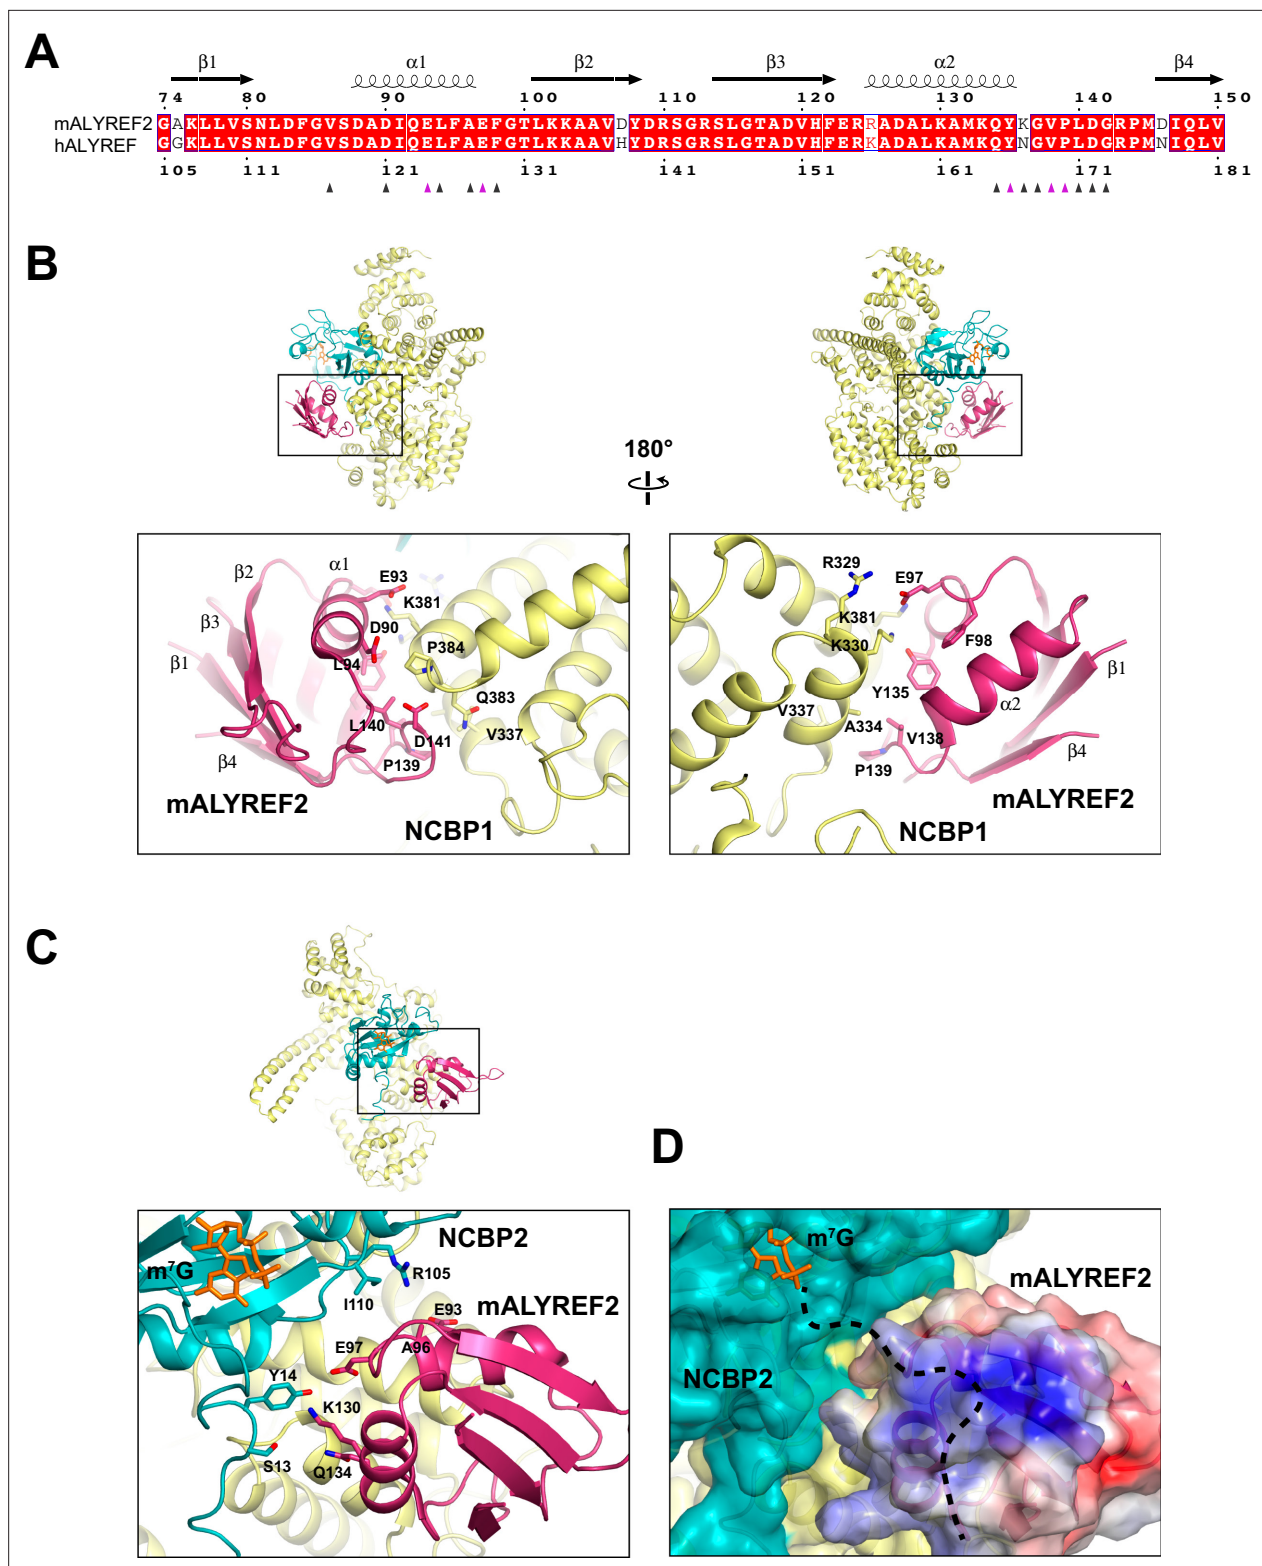 A
β1 α1 β2 β3 α2 β4
74 80 90 100 110 120 130 140 150
mALYREF2 GAKLLVSNLDFGVSDADIQELFAEFGTLKKAAVDYDRSGRSLGTADVHFERRADALKAMKQYKGVPLDGRPMDIQLV
hALYREF GGKLLVSNLDFGVSDADIQELFAEFGTLKKAAVHYDRSGRSLGTADVHFERKADALKAMKQYNGVPLDGRPMNIQLV
105 111 121 131 141 151 161 171 181
B
180°
β2 α1 E93
K381
β3 D90
P384
β1 L94
Q383
L140 D141 V337
β4 P139
mALYREF2
NCBP1
R329 E97
K381
K330 F98
β1
Y135
α2
V337 A334
V138
P139 β4
mALYREF2
NCBP1
C
NCBP2
m⁷G
R105
I110
mALYREF2
E93
E97 A96
Y14
K130
S13 Q134
D
m⁷G
mALYREF2
NCBP2